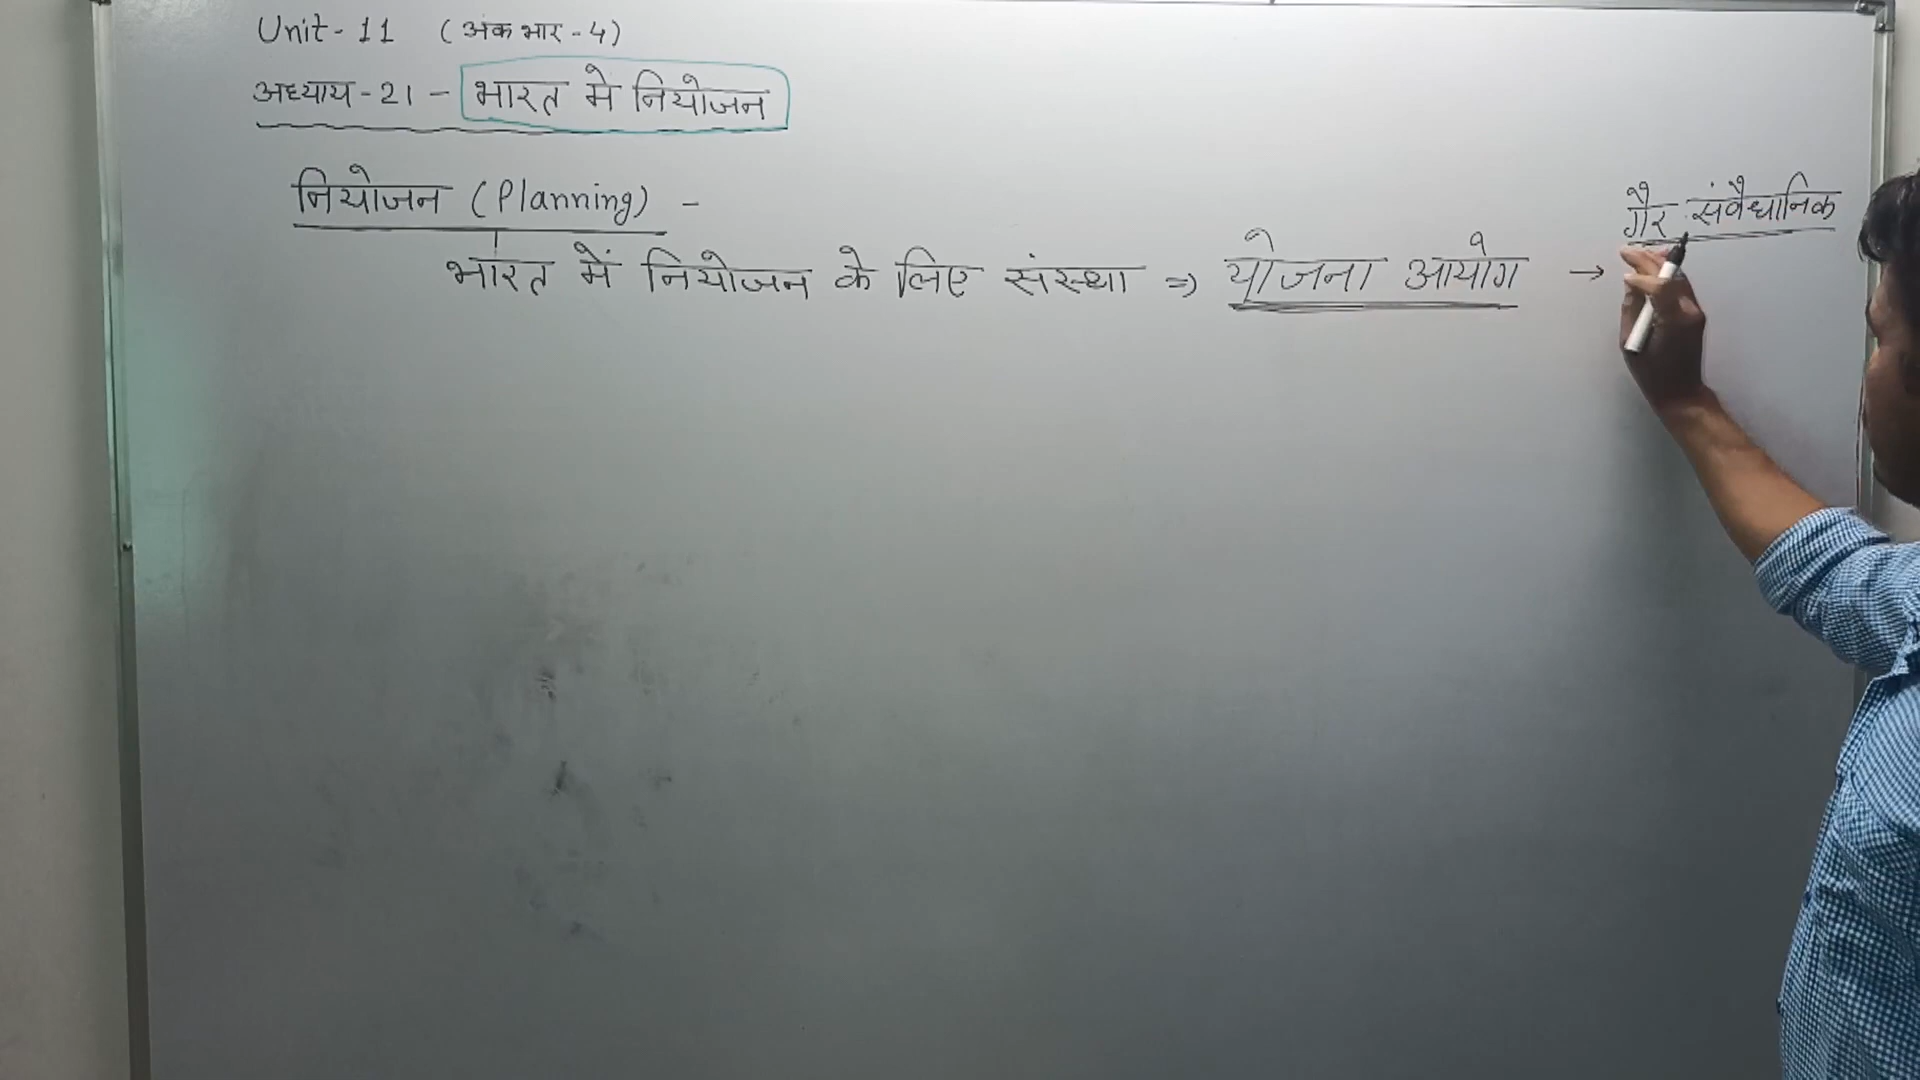 Unit - 11 ( अंक भार - 4)
अध्याय - 21 - भारत मे नियोजन
नियोजन (Planning) -
गैर संवैधानिक
भारत में नियोजन के लिए संस्था ⇒ योजना आयोग →